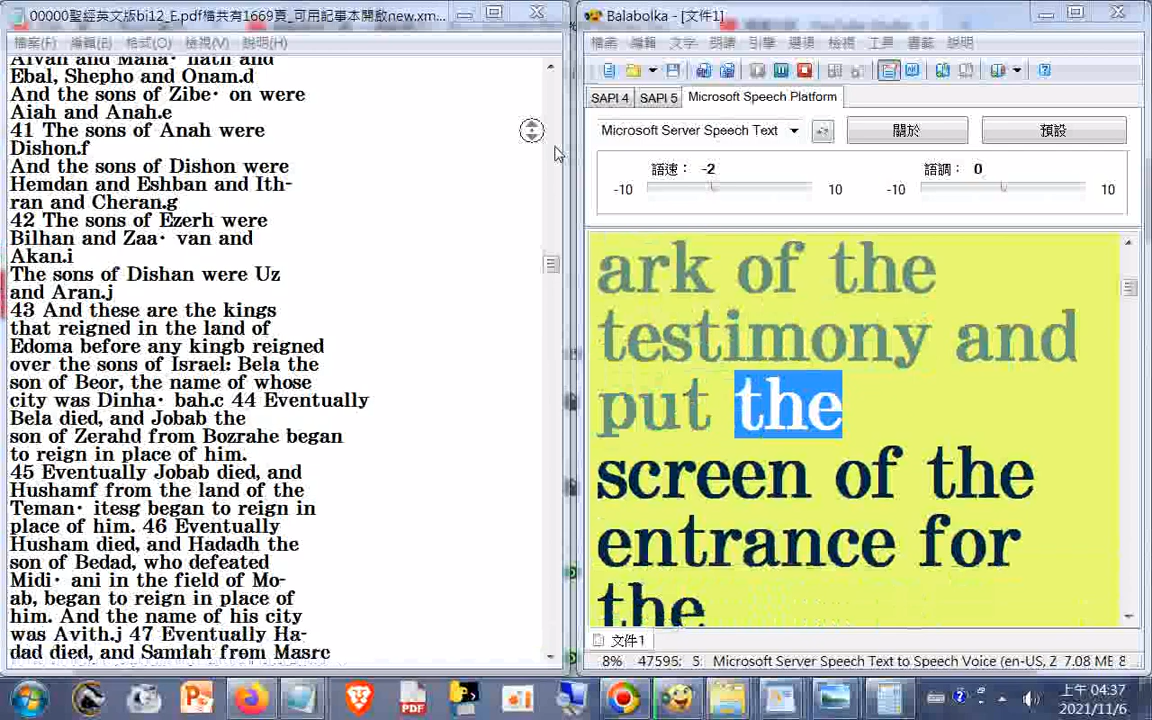 00000聖經英文版bi12_E.pdf檔共有1669頁_可用記事本開啟new.xm...
檔案(F) 編輯(E) 格式(O) 檢視(V) 說明(H)
Alvan and Mana· hath and
Ebal, Shepho and Onam.d
And the sons of Zibe· on were
Aiah and Anah.e
41 The sons of Anah were
Dishon.f
And the sons of Dishon were
Hemdan and Eshban and Ith-
ran and Cheran.g
42 The sons of Ezerh were
Bilhan and Zaa· van and
Akan.i
The sons of Dishan were Uz
and Aran.j
43 And these are the kings
that reigned in the land of
Edoma before any kingb reigned
over the sons of Israel: Bela the
son of Beor, the name of whose
city was Dinha· bah.c 44 Eventually
Bela died, and Jobab the
son of Zerahd from Bozrahe began
to reign in place of him.
45 Eventually Jobab died, and
Hushamf from the land of the
Teman· itesg began to reign in
place of him. 46 Eventually
Husham died, and Hadadh the
son of Bedad, who defeated
Midi· ani in the field of Mo-
ab, began to reign in place of
him. And the name of his city
was Avith.j 47 Eventually Ha-
dad died, and Samlah from Masrc
Balabolka - [文件1]
檔案 編輯 文字 朗讀 引擎 選項 檢視 工具 書籤 說明
SAPI 4 SAPI 5 Microsoft Speech Platform
Microsoft Server Speech Text 關於 預設
語速： -2 語調： 0
-10 10 -10 10
ark of the
testimony and
put the
screen of the
entrance for
the
文件1
8% 47595: S: Microsoft Server Speech Text to Speech Voice (en-US, Z 7.08 MB 8
PDF
上午 04:37
2021/11/6